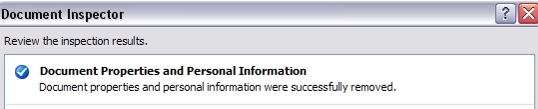 Document Inspector
Review the inspection results.
Document Properties and Personal Information
Document properties and personal information were successfully removed.